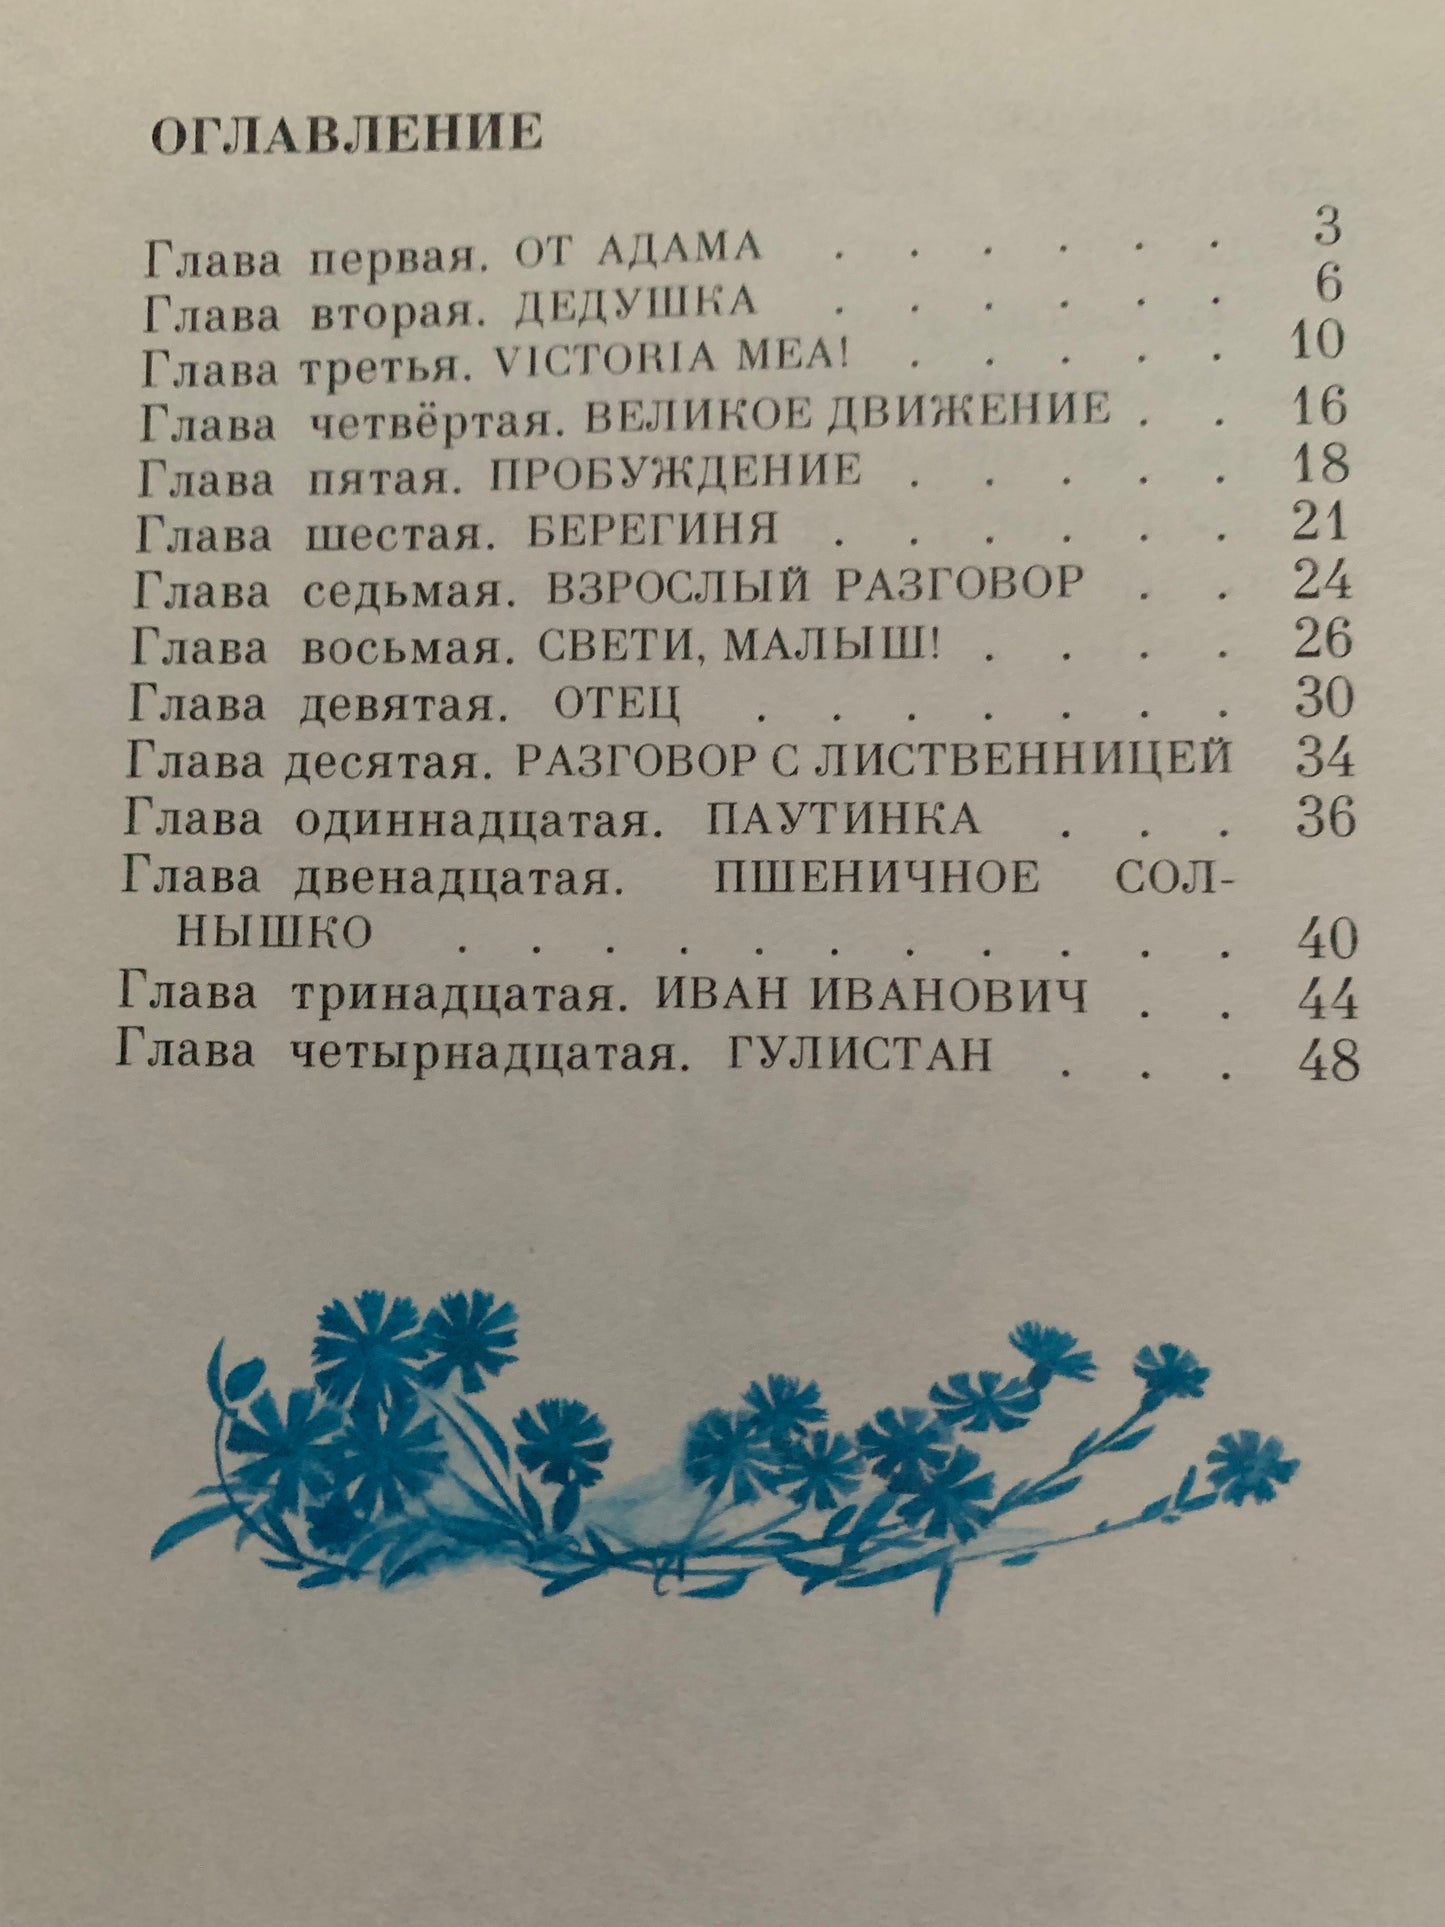 ОГЛАВЛЕНИЕ
Глава первая. ОТ АДАМА . . . . . . 3
Глава вторая. ДЕДУШКА . . . . . . 6
Глава третья. VICTORIA MEA! . . . . . 10
Глава четвёртая. ВЕЛИКОЕ ДВИЖЕНИЕ . . 16
Глава пятая. ПРОБУЖДЕНИЕ . . . . . 18
Глава шестая. БЕРЕГИНЯ . . . . . . 21
Глава седьмая. ВЗРОСЛЫЙ РАЗГОВОР . . 24
Глава восьмая. СВЕТИ, МАЛЫШ! . . . . 26
Глава девятая. ОТЕЦ . . . . . . . 30
Глава десятая. РАЗГОВОР С ЛИСТВЕННИЦЕЙ 34
Глава одиннадцатая. ПАУТИНКА . . . 36
Глава двенадцатая. ПШЕНИЧНОЕ СОЛ-
НЫШКО . . . . . . . . . . . 40
Глава тринадцатая. ИВАН ИВАНОВИЧ . . 44
Глава четырнадцатая. ГУЛИСТАН . . . 48